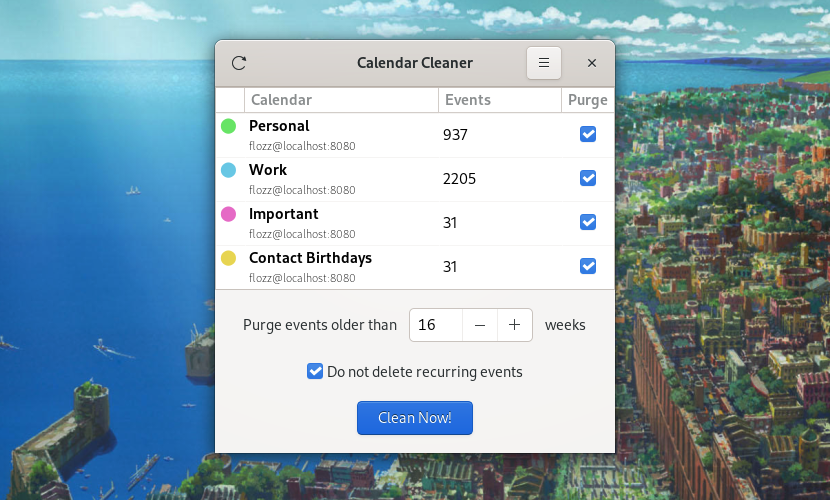 Calendar Cleaner
Calendar Events Purge
Personal
flozz@localhost:8080
937
Work
flozz@localhost:8080
2205
Important
flozz@localhost:8080
31
Contact Birthdays
flozz@localhost:8080
31
Purge events older than 16 weeks
Do not delete recurring events
Clean Now!